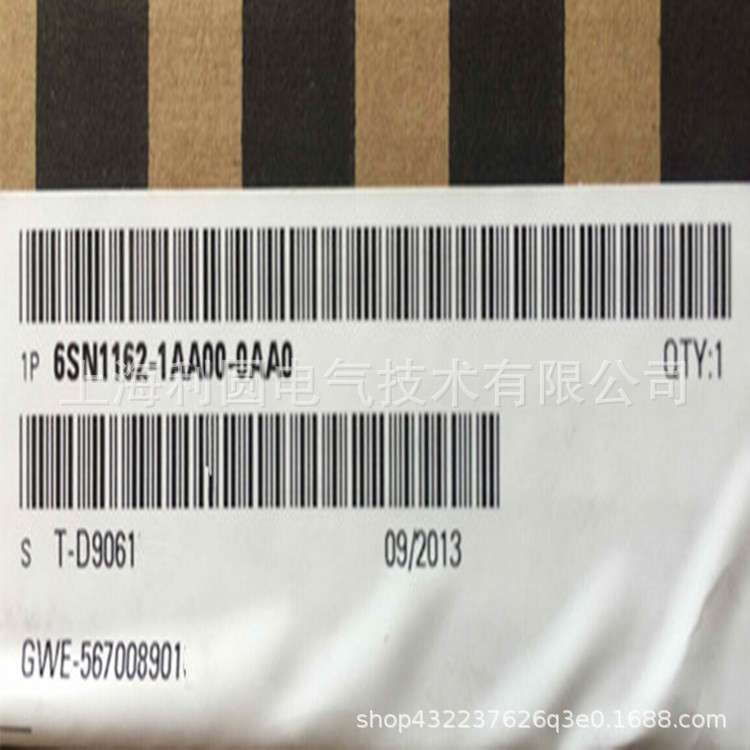 1P 6SN1162-1AA00-0AA0 QTY:1
上海利圆电气技术有限公司
S T-D9061 09/2013
GWE-567008901
shop432237626q3e0.1688.com